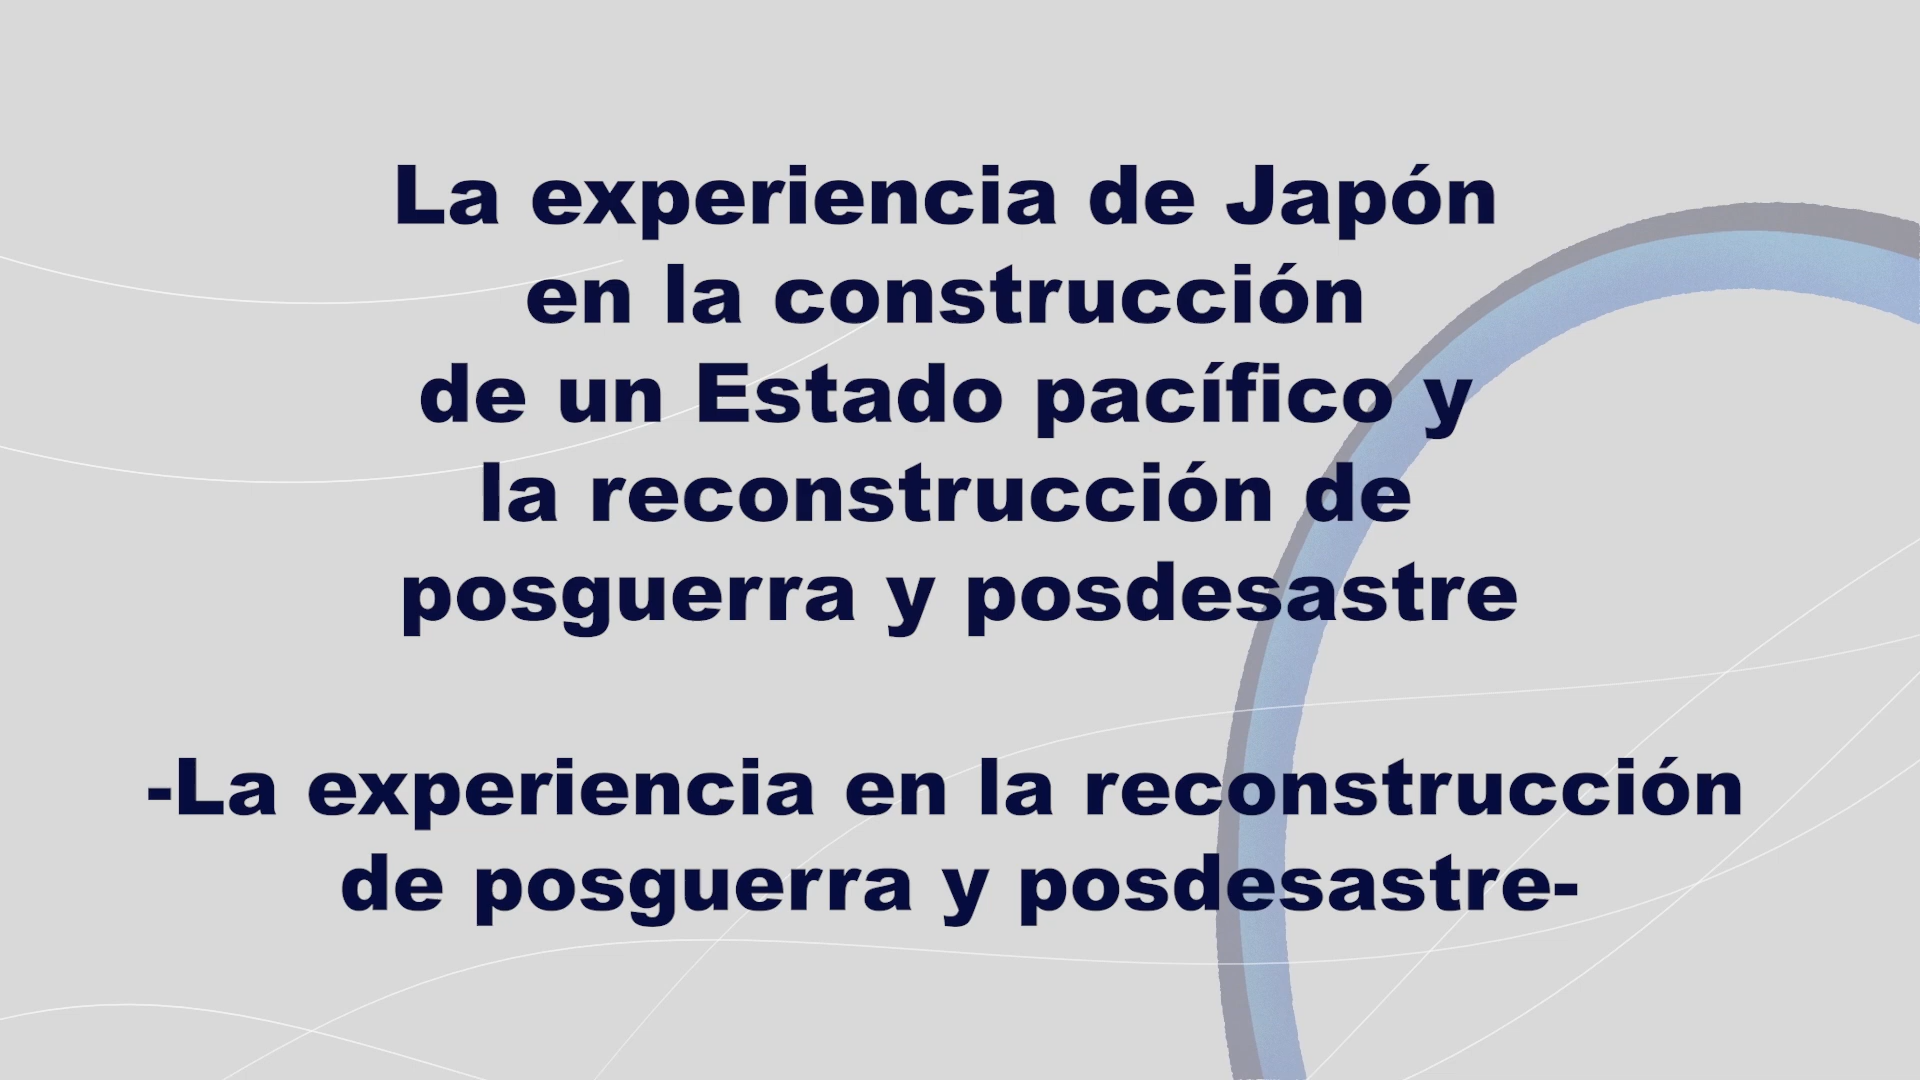 La experiencia de Japón
en la construcción
de un Estado pacífico y
la reconstrucción de
posguerra y posdesastre
-La experiencia en la reconstrucción
de posguerra y posdesastre-